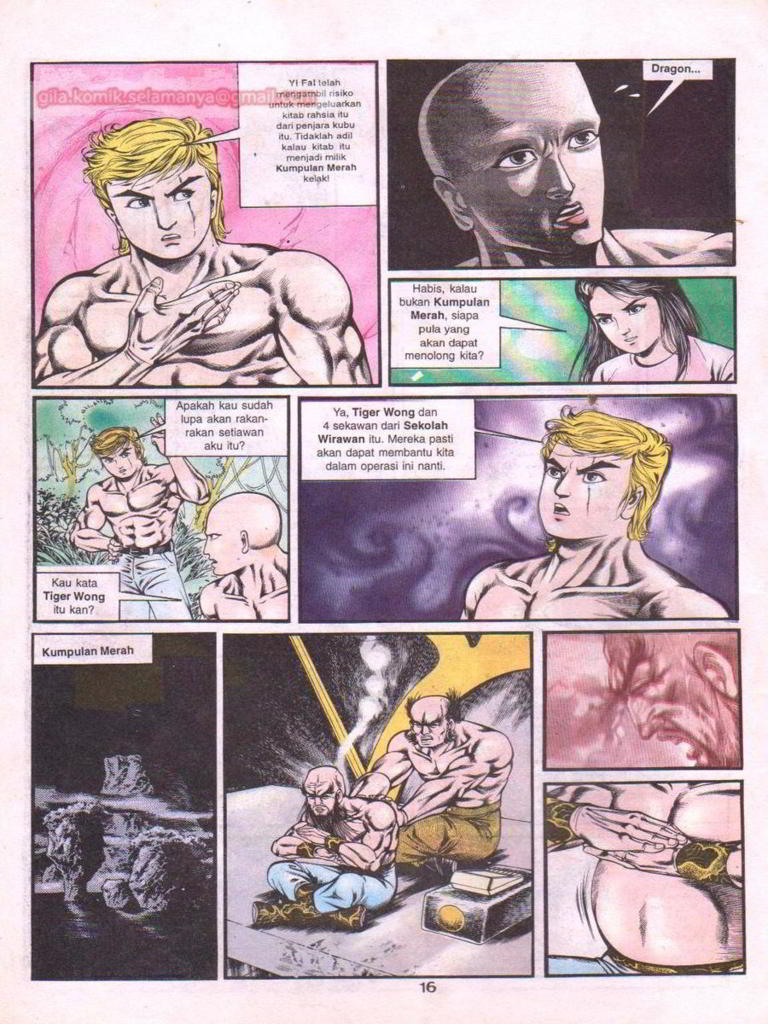 gila.komik.selamanya@gmail
Yi Fai telah
mengambil risiko
untuk mengeluarkan
kitab rahsia itu
dari penjara kubu
itu. Tidaklah adil
kalau kitab itu
menjadi milik
Kumpulan Merah
kelak!
Dragon...
Habis, kalau
bukan Kumpulan
Merah, siapa
pula yang
akan dapat
menolong kita?
Apakah kau sudah
lupa akan rakan-
rakan setiawan
aku itu?
Kau kata
Tiger Wong
itu kan?
Ya, Tiger Wong dan
4 sekawan dari Sekolah
Wirawan itu. Mereka pasti
akan dapat membantu kita
dalam operasi ini nanti.
Kumpulan Merah
16